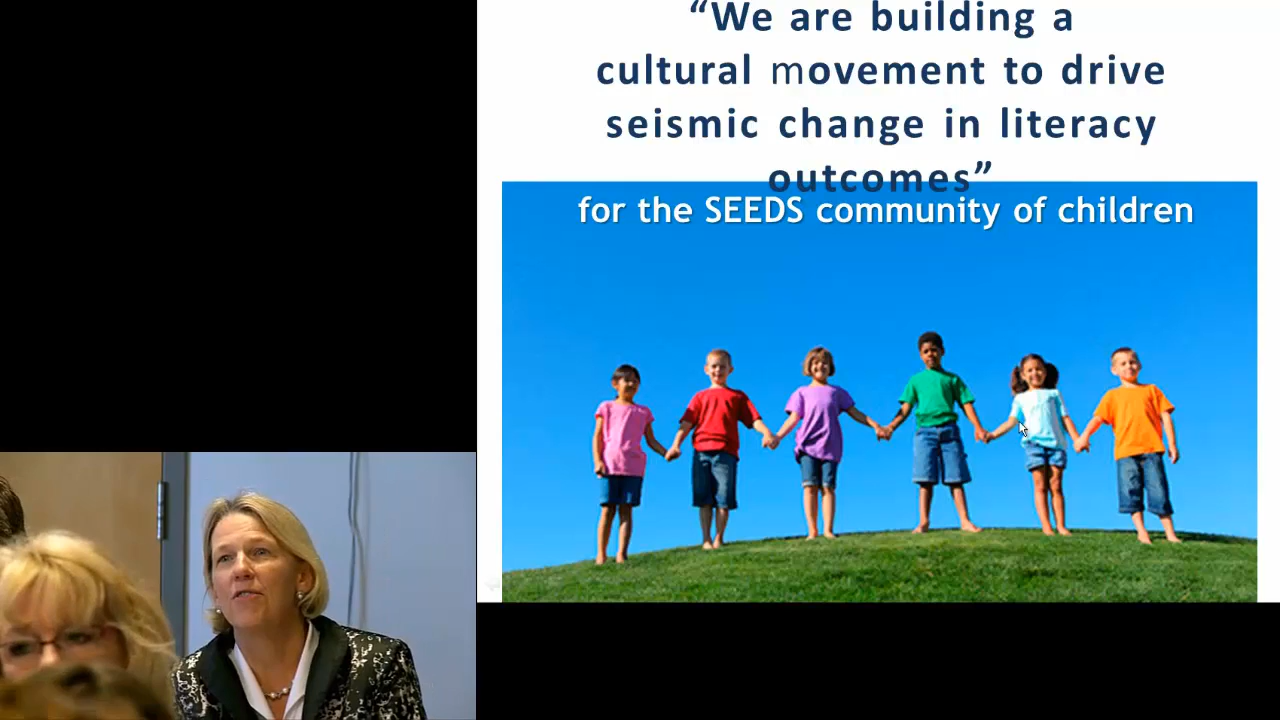 “We are building a
cultural movement to drive
seismic change in literacy
outcomes”
for the SEEDS community of children